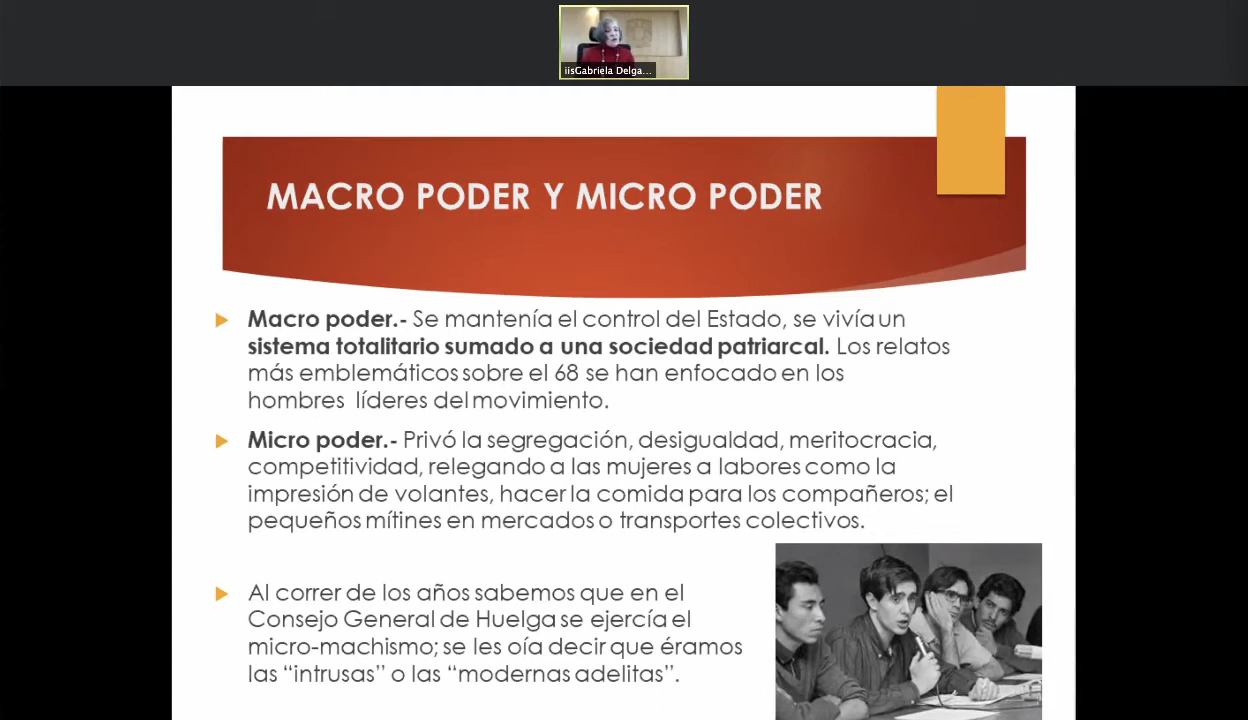 iisGabriela Delga...
MACRO PODER Y MICRO PODER
Macro poder.- Se mantenía el control del Estado, se vivía un
sistema totalitario sumado a una sociedad patriarcal. Los relatos
más emblemáticos sobre el 68 se han enfocado en los
hombres líderes del movimiento.
Micro poder.- Privó la segregación, desigualdad, meritocracia,
competitividad, relegando a las mujeres a labores como la
impresión de volantes, hacer la comida para los compañeros; el
pequeños mítines en mercados o transportes colectivos.
Al correr de los años sabemos que en el
Consejo General de Huelga se ejercía el
micro-machismo; se les oía decir que éramos
las “intrusas” o las “modernas adelitas”.